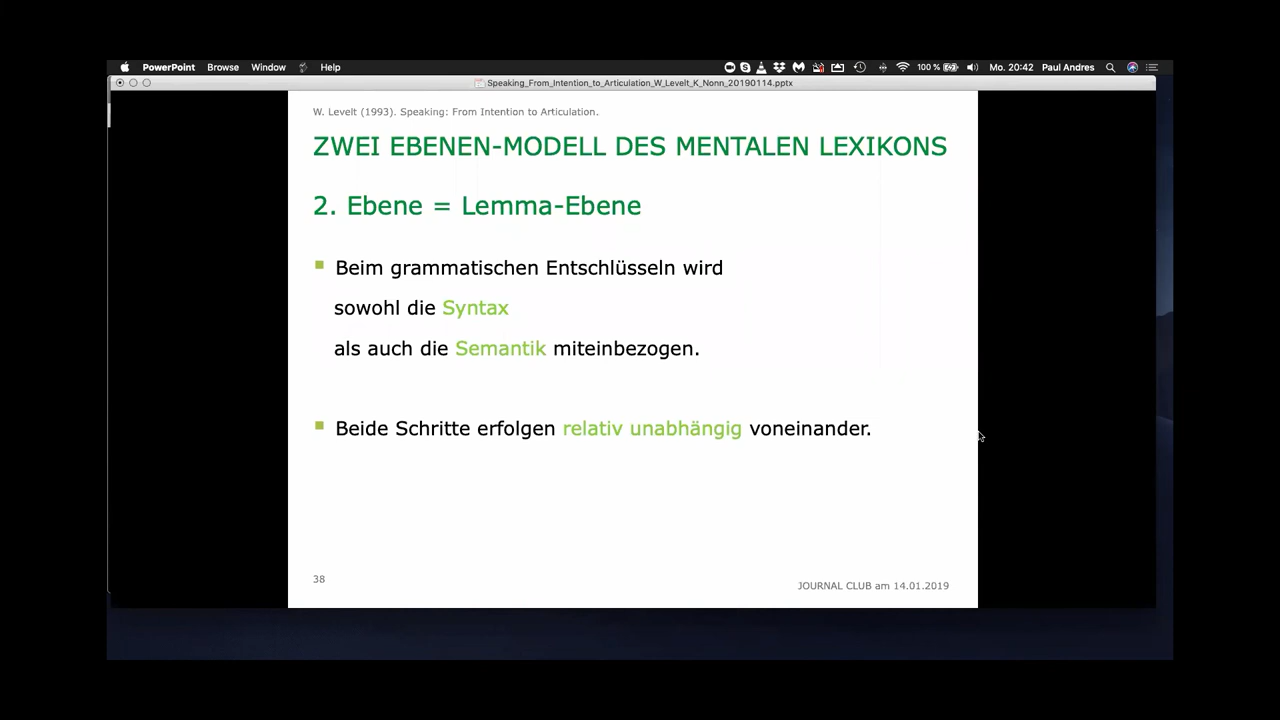 PowerPoint Browse Window Help 100 % Mo. 20:42 Paul Andres
Speaking_From_Intention_to_Articulation_W_Levelt_K_Nonn_20190114.pptx
W. Levelt (1993). Speaking: From Intention to Articulation.
ZWEI EBENEN-MODELL DES MENTALEN LEXIKONS
2. Ebene = Lemma-Ebene
Beim grammatischen Entschlüsseln wird
sowohl die Syntax
als auch die Semantik miteinbezogen.
Beide Schritte erfolgen relativ unabhängig voneinander.
38
JOURNAL CLUB am 14.01.2019